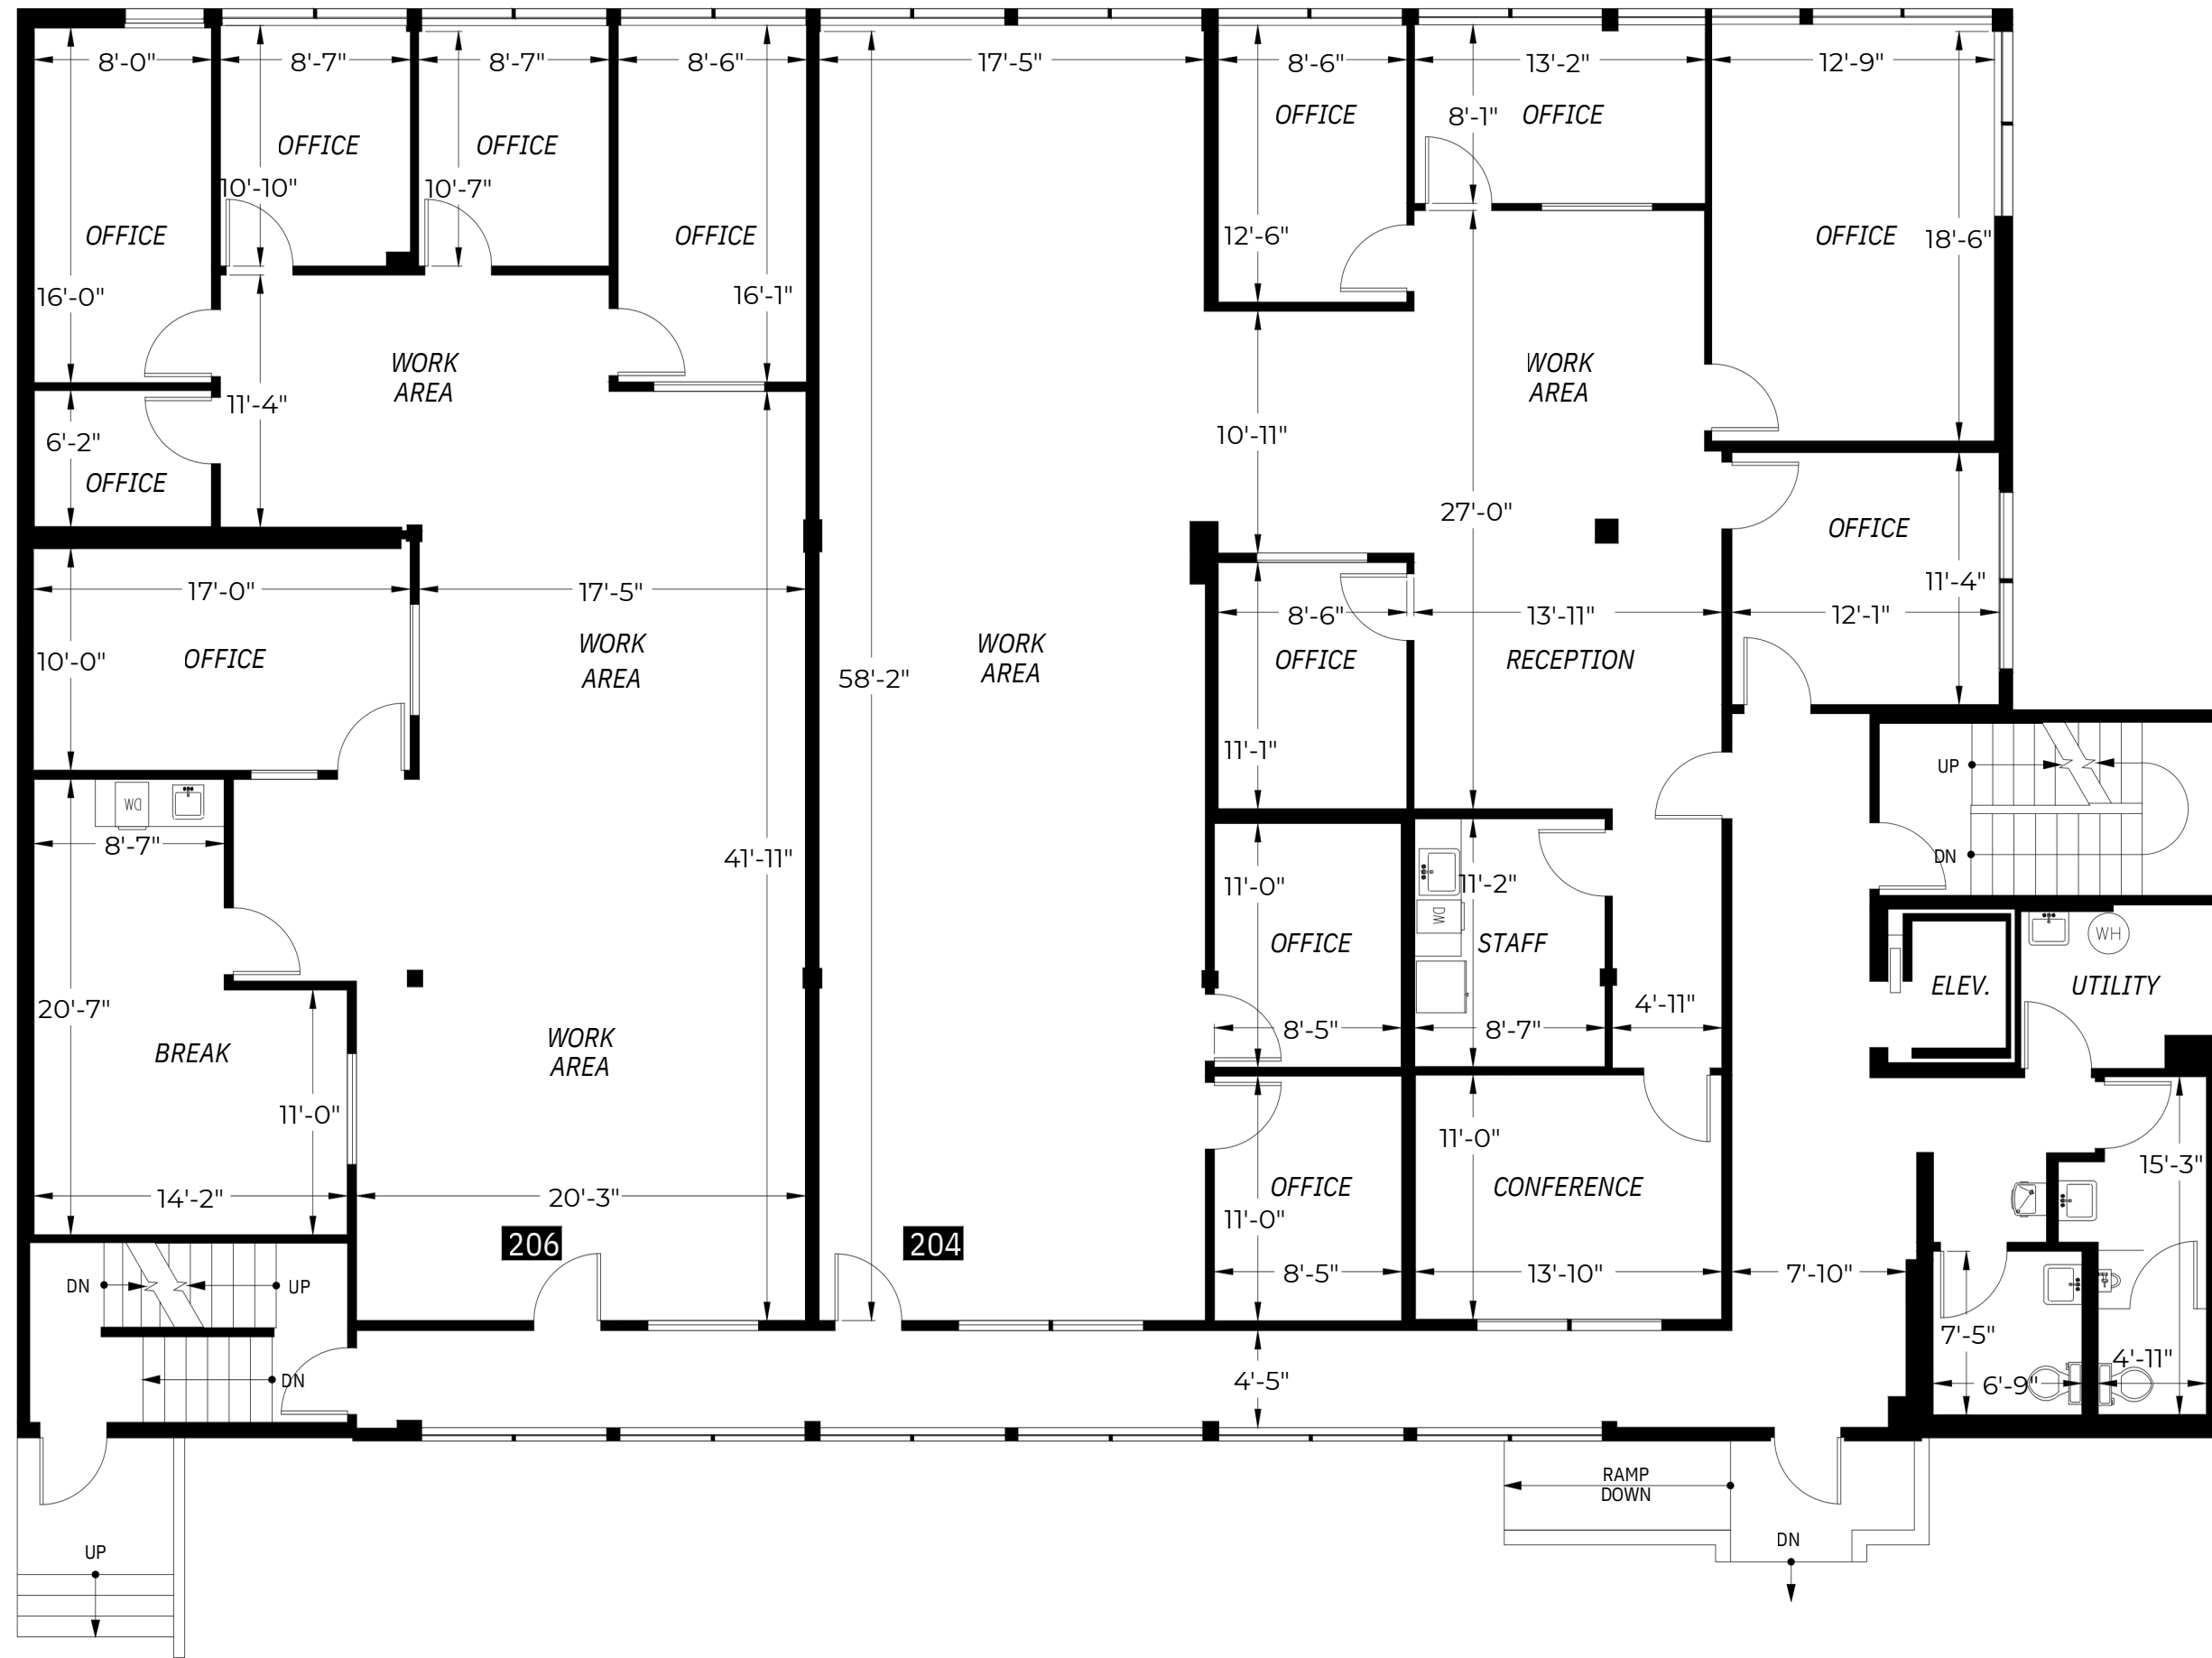 8'-0"
8'-7"
8'-7"
8'-6"
17'-5"
8'-6"
13'-2"
12'-9"
OFFICE
OFFICE
8'-1"
OFFICE
OFFICE
10'-10"
10'-7"
OFFICE
OFFICE
12'-6"
OFFICE
18'-6"
16'-0"
16'-1"
WORK
AREA
WORK
AREA
11'-4"
6'-2"
OFFICE
10'-11"
27'-0"
OFFICE
17'-0"
17'-5"
8'-6"
13'-11"
12'-1"
11'-4"
10'-0"
OFFICE
WORK
AREA
58'-2"
WORK
AREA
OFFICE
RECEPTION
11'-1"
UP
DW
8'-7"
41'-11"
DN
11'-0"
11'-2"
DW
OFFICE
STAFF
WH
ELEV.
UTILITY
20'-7"
4'-11"
BREAK
WORK
AREA
8'-5"
8'-7"
11'-0"
11'-0"
15'-3"
14'-2"
20'-3"
OFFICE
CONFERENCE
11'-0"
206
204
DN
UP
8'-5"
13'-10"
7'-10"
7'-5"
DN
4'-5"
6'-9"
4'-11"
RAMP
DOWN
UP
DN